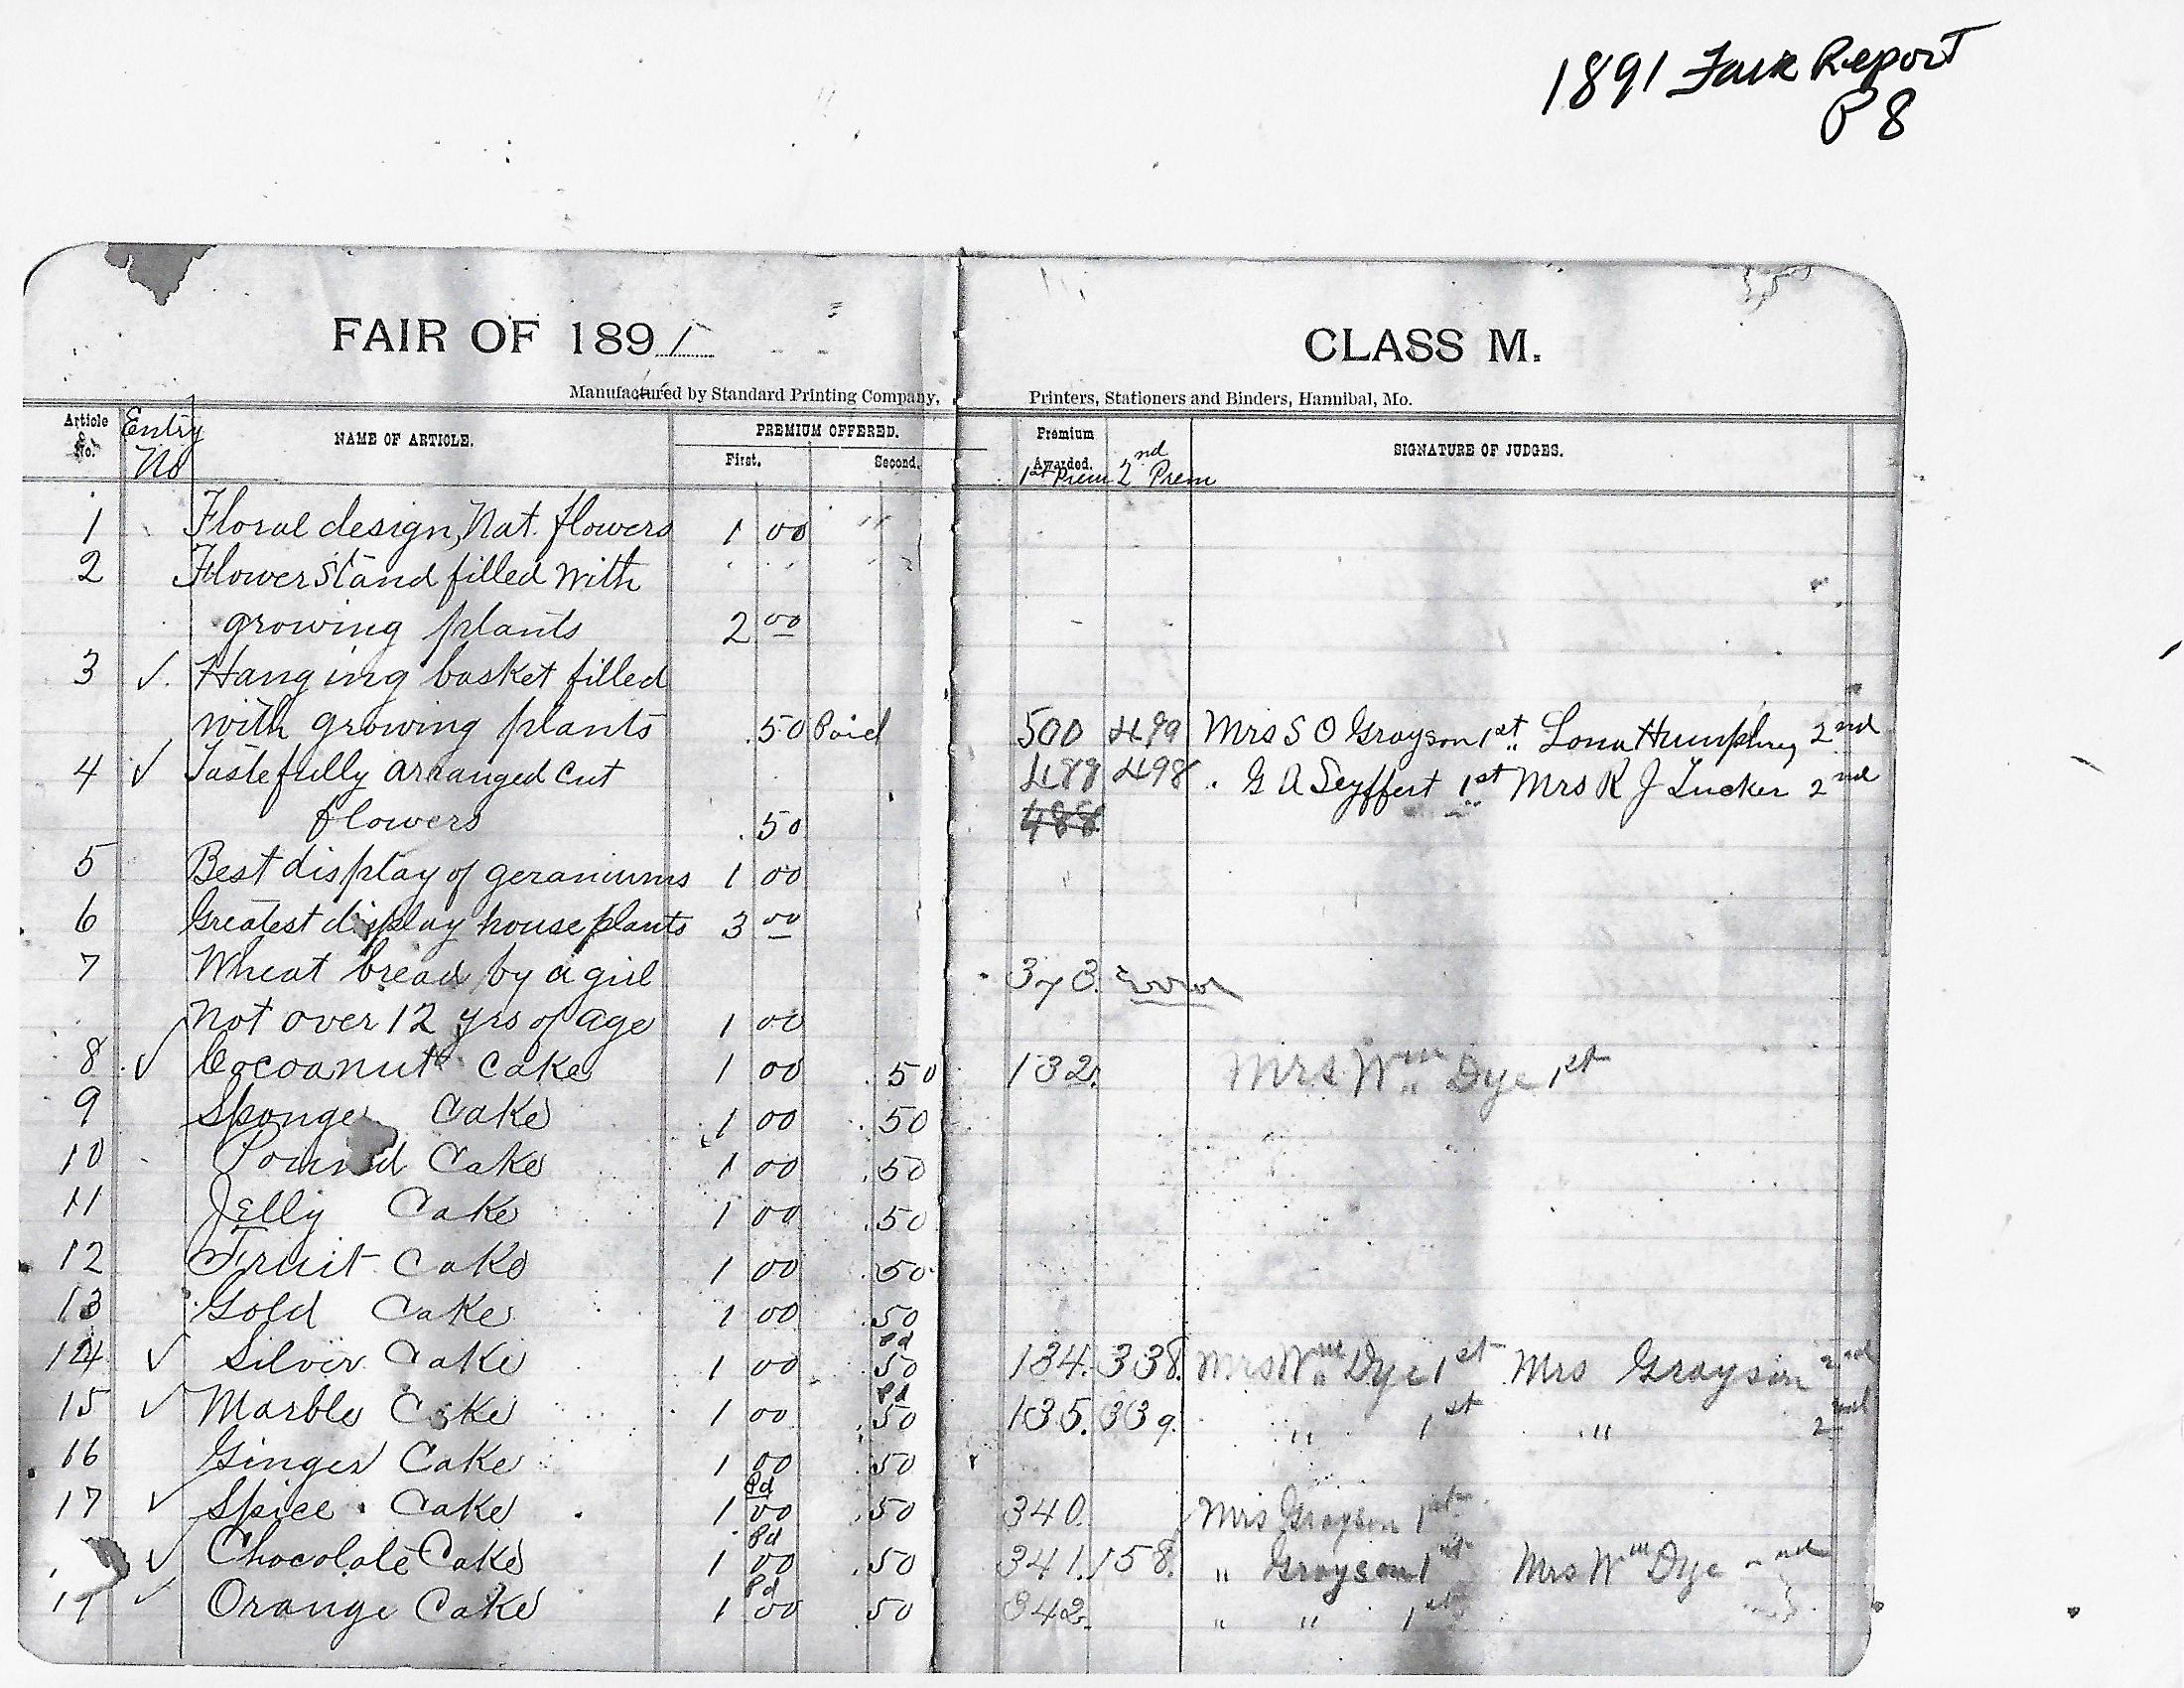 1891 Fair Report
P 8
FAIR OF 1891 CLASS M.
Manufactured by Standard Printing Company, Printers, Stationers and Binders, Hannibal, Mo.
Article No. Entry No NAME OF ARTICLE. PREMIUM OFFERED. First. Second. Premium Awarded. 1st Prem 2nd Prem SIGNATURE OF JUDGES.
1 Floral design, Nat. flowers 1 00
2 Flower Stand filled with
growing plants 2 00
3 ✓ Hanging basket filled
with growing plants .50 Paid 500 499 Mrs S O Grayson 1st Lona Humphrey 2nd
4 ✓ Tastefully arranged cut 498 G A Seyffert 1st Mrs R J Tucker 2nd
flowers .50 488
5 Best display of geraniums 1 00
6 Greatest display house plants 3 00
7 Wheat bread by a girl 373. Error
Not over 12 yrs of age 1 00
8 ✓ Cocoanut Cake 1 00 .50 132. Mrs Wm Dye 1st
9 Sponge Cake 1 00 .50
10 Pound Cake 1 00 .50
11 Jelly Cake 1 00 .50
12 Fruit Cake 1 00 .50
13 Gold Cake 1 00 .50
14 ✓ Silver Cake 1 00 Pd .50 134. 338. Mrs Wm Dye 1st Mrs Grayson 2nd
15 ✓ Marble Cake 1 00 Pd .50 135. 339. " 1st " 2nd
16 Ginger Cake 1 00 .50
17 ✓ Spice Cake 1 Pd 00 .50 340. Mrs Grayson 1st
✓ Chocolate Cake 1 Pd 00 .50 341. 158. " Grayson 1st Mrs Wm Dye 2nd
19 ✓ Orange Cake 1 Pd 00 .50 342. " " 1st